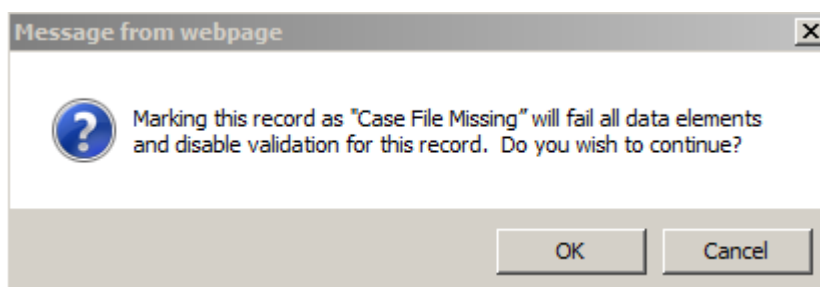 Message from webpage
Marking this record as "Case File Missing” will fail all data elements
and disable validation for this record.  Do you wish to continue?
OK Cancel